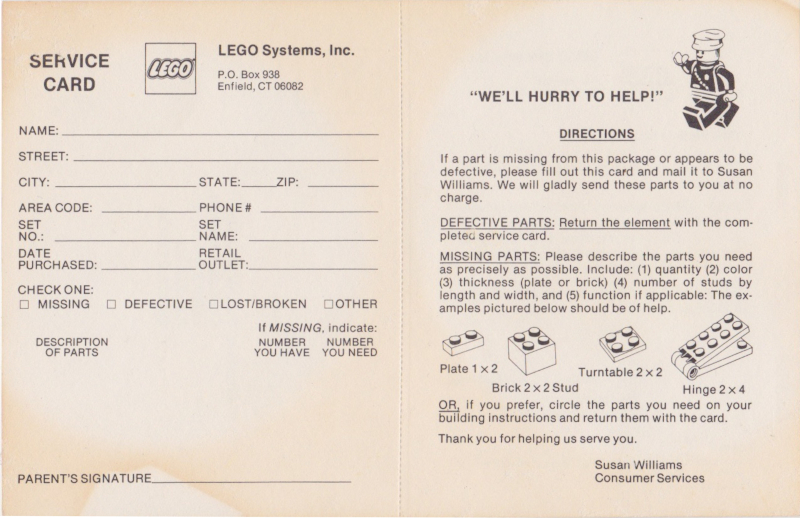 SERVICE
CARD
LEGO
LEGO Systems, Inc.
P.O. Box 938
Enfield, CT 06082
NAME:
STREET:
CITY: STATE: ZIP:
AREA CODE: PHONE #
SET NO.: SET NAME:
DATE PURCHASED: RETAIL OUTLET:
CHECK ONE:
☐ MISSING ☐ DEFECTIVE ☐ LOST/BROKEN ☐ OTHER
If MISSING, indicate:
DESCRIPTION OF PARTS NUMBER YOU HAVE NUMBER YOU NEED
PARENT'S SIGNATURE
"WE'LL HURRY TO HELP!"
DIRECTIONS
If a part is missing from this package or appears to be
defective, please fill out this card and mail it to Susan
Williams. We will gladly send these parts to you at no
charge.
DEFECTIVE PARTS: Return the element with the com-
pleted service card.
MISSING PARTS: Please describe the parts you need
as precisely as possible. Include: (1) quantity (2) color
(3) thickness (plate or brick) (4) number of studs by
length and width, and (5) function if applicable: The ex-
amples pictured below should be of help.
Plate 1 × 2
Brick 2 × 2 Stud
Turntable 2 × 2
Hinge 2 × 4
OR, if you prefer, circle the parts you need on your
building instructions and return them with the card.
Thank you for helping us serve you.
Susan Williams
Consumer Services